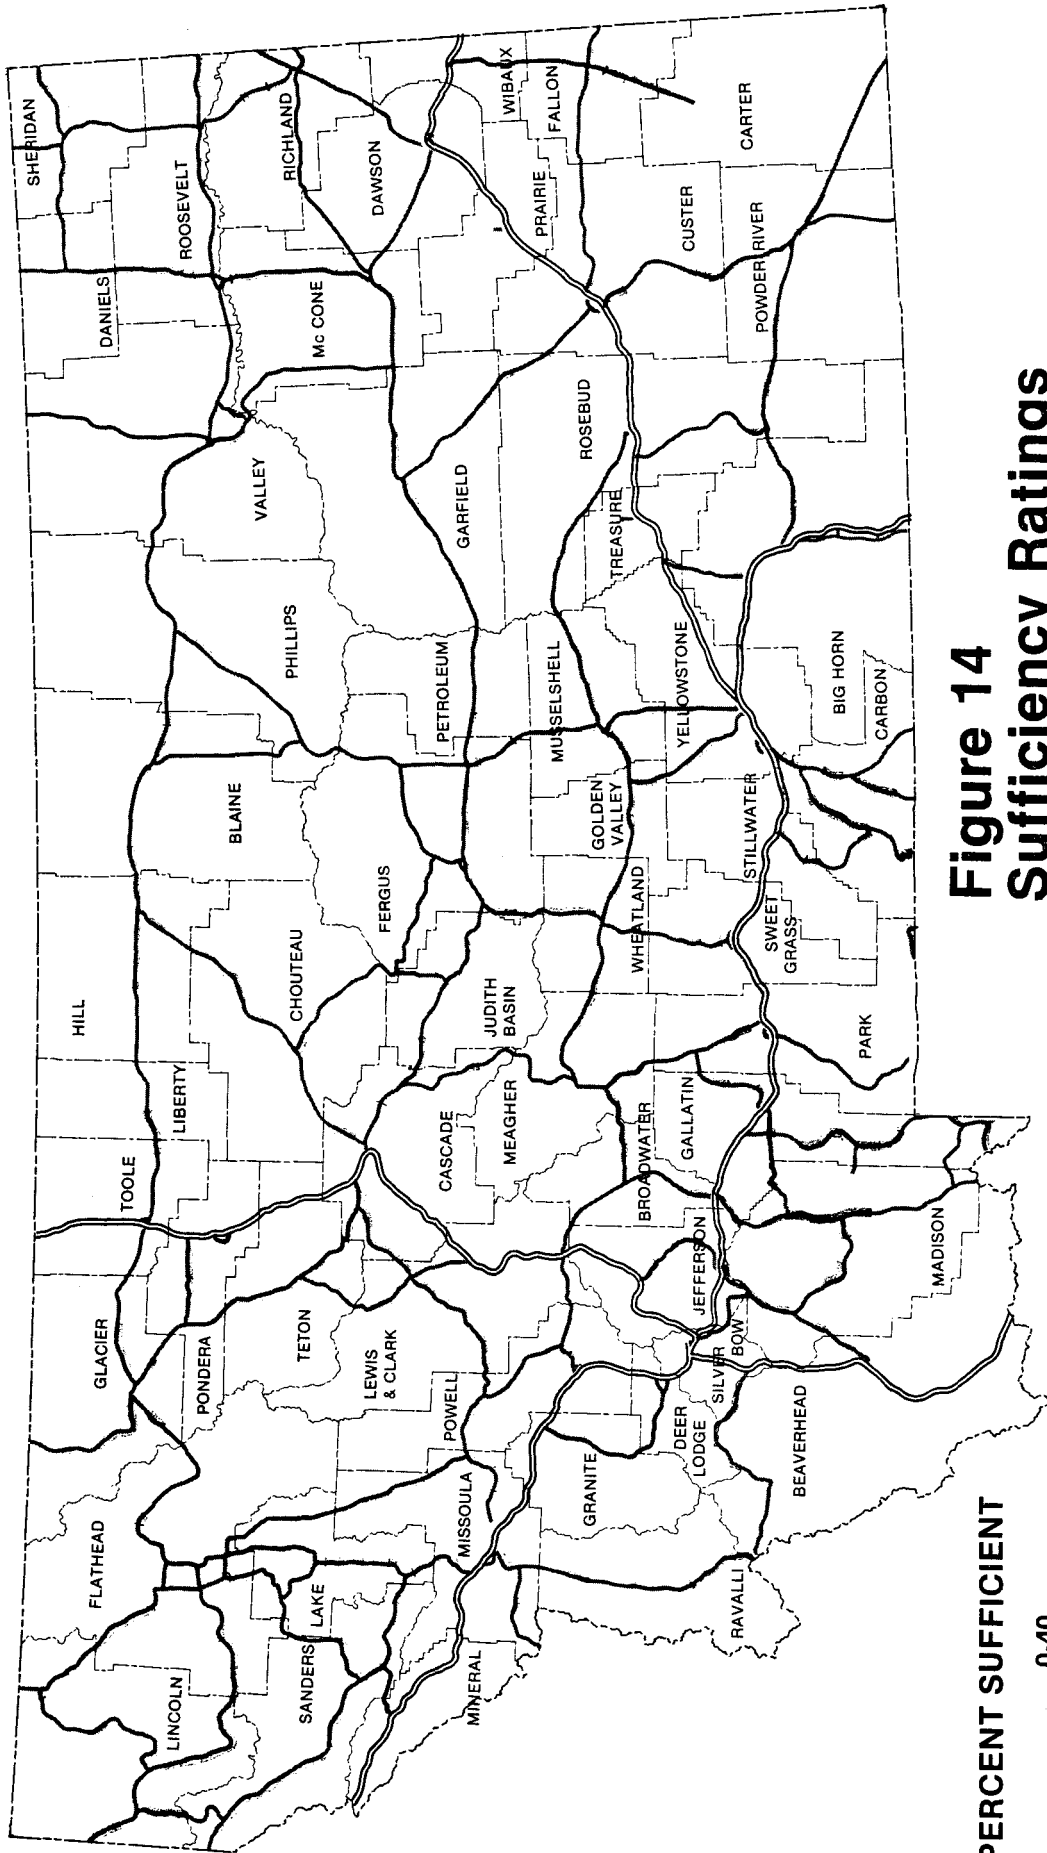 LINCOLN
FLATHEAD
GLACIER
TOOLE
HILL
LIBERTY
PONDERA
SANDERS
LAKE
TETON
CHOUTEAU
BLAINE
PHILLIPS
VALLEY
DANIELS
SHERIDAN
ROOSEVELT
RICHLAND
Mc CONE
DAWSON
LEWIS
& CLARK
FERGUS
MINERAL
MISSOULA
POWELL
CASCADE
JUDITH
BASIN
PETROLEUM
GARFIELD
PRAIRIE
WIBAUX
FALLON
MEAGHER
MUSSELSHELL
GRANITE
GOLDEN
VALLEY
WHEATLAND
TREASURE
ROSEBUD
CUSTER
CARTER
BROADWATER
GALLATIN
JEFFERSON
DEER
LODGE
SILVER
BOW
RAVALLI
YELLOWSTONE
STILLWATER
SWEET
GRASS
POWDER RIVER
BEAVERHEAD
MADISON
PARK
BIG HORN
CARBON
PERCENT SUFFICIENT
0-49
Figure 14
Sufficiency Ratings